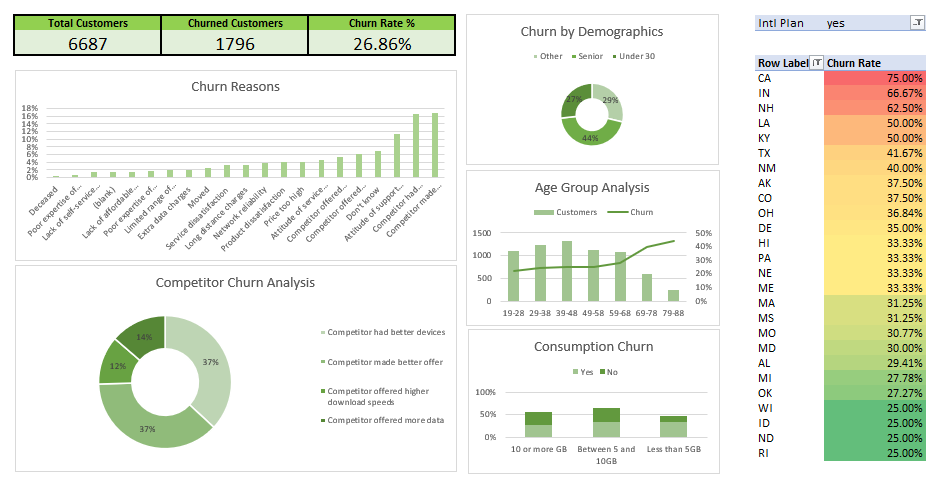 Total Customers Churned Customers Churn Rate %
6687 1796 26.86%
Churn Reasons
18%
16%
14%
12%
10%
8%
6%
4%
2%
0%
Deceased
Poor expertise of...
Lack of self-service...
(blank)
Lack of affordable...
Poor expertise of...
Limited range of...
Extra data charges
Moved
Service dissatisfaction
Long distance charges
Network reliability
Product dissatisfaction
Price too high
Attitude of service...
Competitor offered...
Competitor offered...
Don't know
Attitude of support...
Competitor had...
Competitor made...
Competitor Churn Analysis
14%
37%
12%
37%
Competitor had better devices
Competitor made better offer
Competitor offered higher
download speeds
Competitor offered more data
Churn by Demographics
Other Senior Under 30
27% 29%
44%
Age Group Analysis
Customers Churn
1500
1000
500
0
50%
40%
30%
20%
10%
0%
19-28 29-38 39-48 49-58 59-68 69-78 79-88
Consumption Churn
Yes No
100%
50%
0%
10 or more GB
Between 5 and
10GB
Less than 5GB
Intl Plan yes
Row Label Churn Rate
CA 75.00%
IN 66.67%
NH 62.50%
LA 50.00%
KY 50.00%
TX 41.67%
NM 40.00%
AK 37.50%
CO 37.50%
OH 36.84%
DE 35.00%
HI 33.33%
PA 33.33%
NE 33.33%
ME 33.33%
MA 31.25%
MS 31.25%
MO 30.77%
MD 30.00%
AL 29.41%
MI 27.78%
OK 27.27%
WI 25.00%
ID 25.00%
ND 25.00%
RI 25.00%